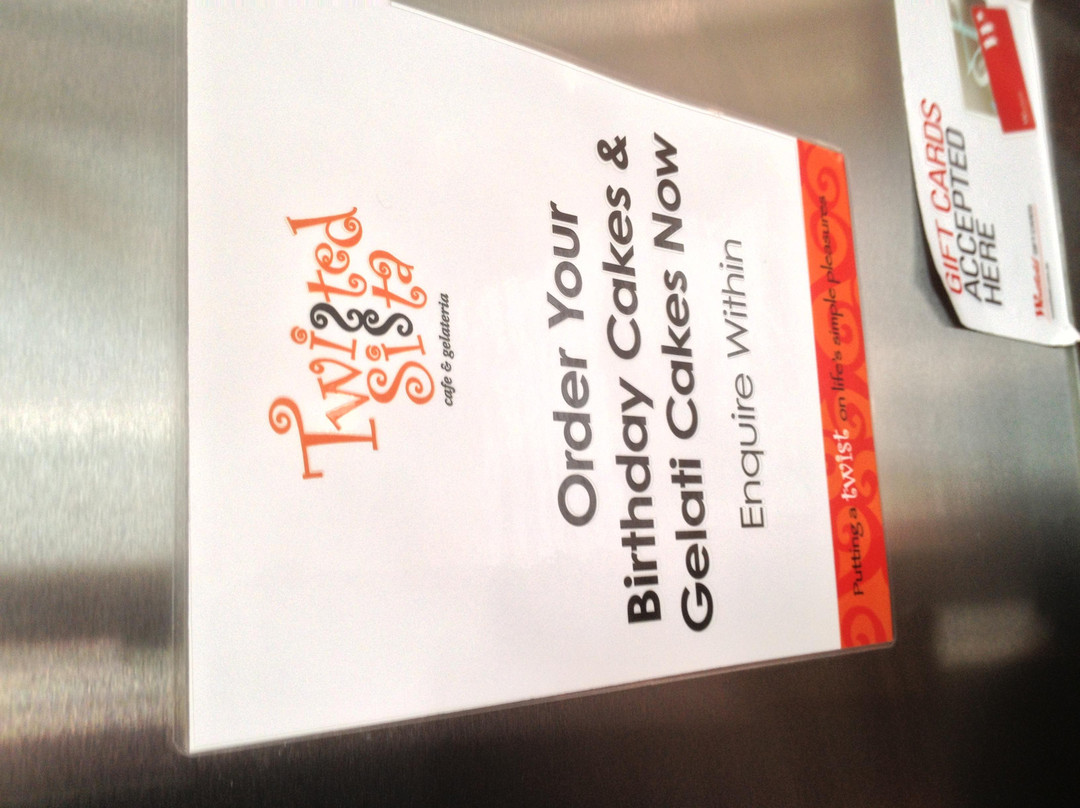 Twisted
Sista
cafe & gelateria
Order Your
Birthday Cakes &
Gelati Cakes Now
Enquire Within
Putting a twist on life's simple pleasures
GIFT CARDS
ACCEPTED
HERE
Westfield